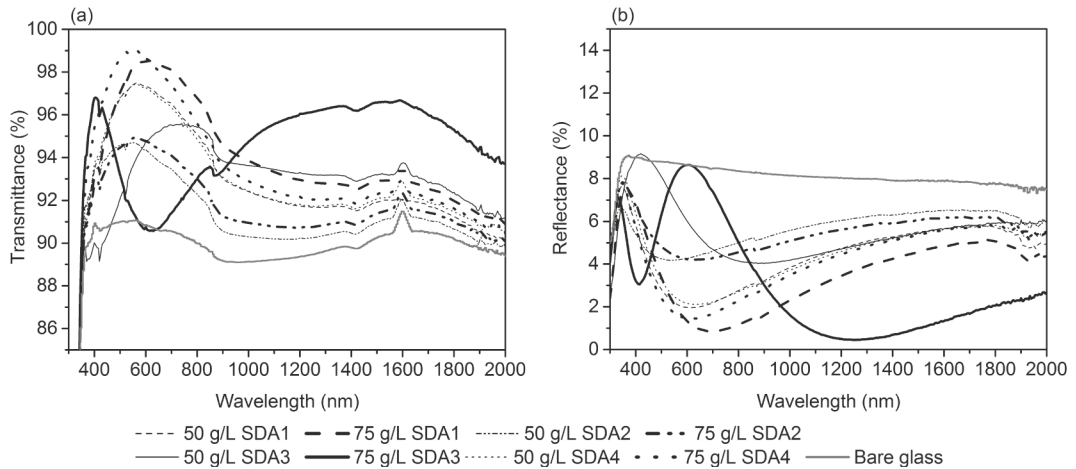 (a)
100
98
96
94
92
90
88
86
Transmittance (%)
400 600 800 1000 1200 1400 1600 1800 2000
Wavelength (nm)
(b)
14
12
10
8
6
4
2
0
Reflectance (%)
400 600 800 1000 1200 1400 1600 1800 2000
Wavelength (nm)
50 g/L SDA1 75 g/L SDA1 50 g/L SDA2 75 g/L SDA2
50 g/L SDA3 75 g/L SDA3 50 g/L SDA4 75 g/L SDA4 Bare glass